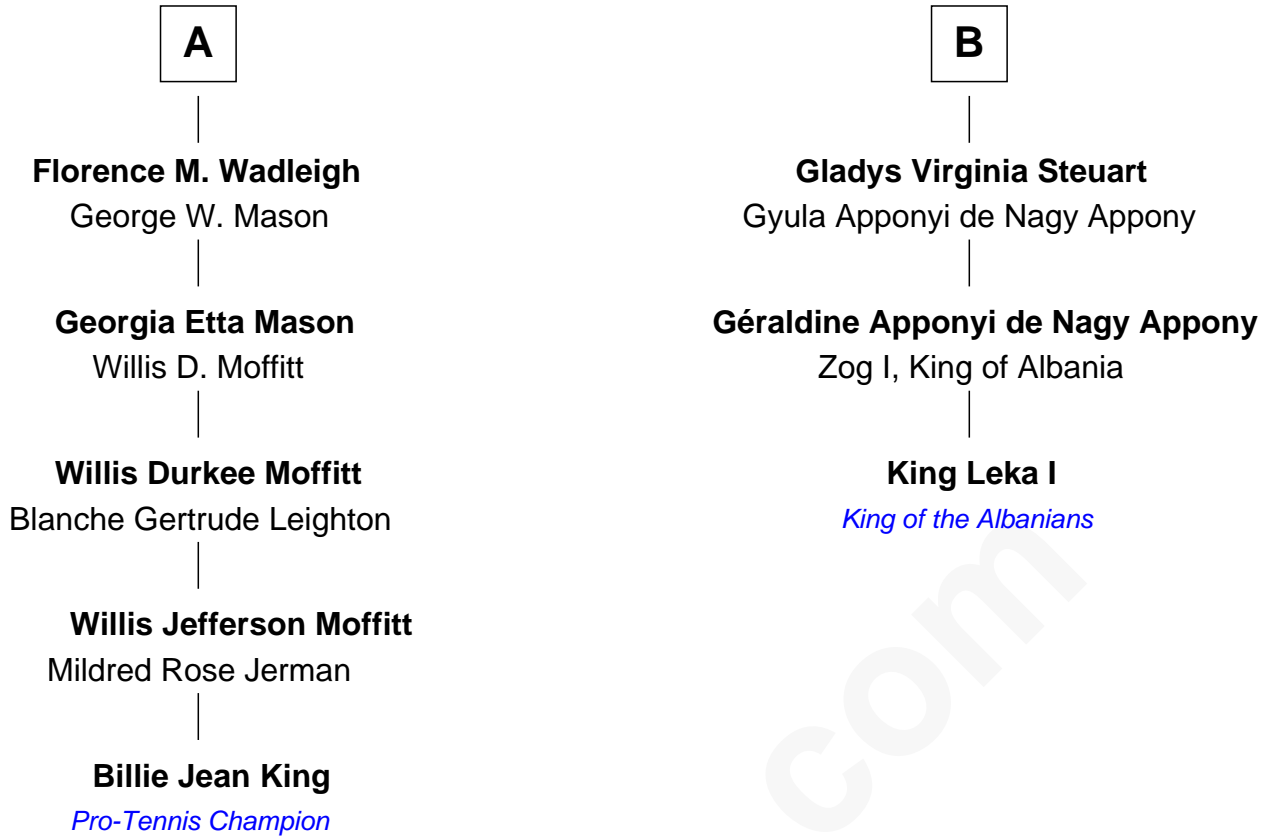 A
Florence M. Wadleigh
George W. Mason
Georgia Etta Mason
Willis D. Moffitt
Willis Durkee Moffitt
Blanche Gertrude Leighton
Willis Jefferson Moffitt
Mildred Rose Jerman
Billie Jean King
Pro-Tennis Champion
B
Gladys Virginia Steuart
Gyula Apponyi de Nagy Appony
Géraldine Apponyi de Nagy Appony
Zog I, King of Albania
King Leka I
King of the Albanians
com